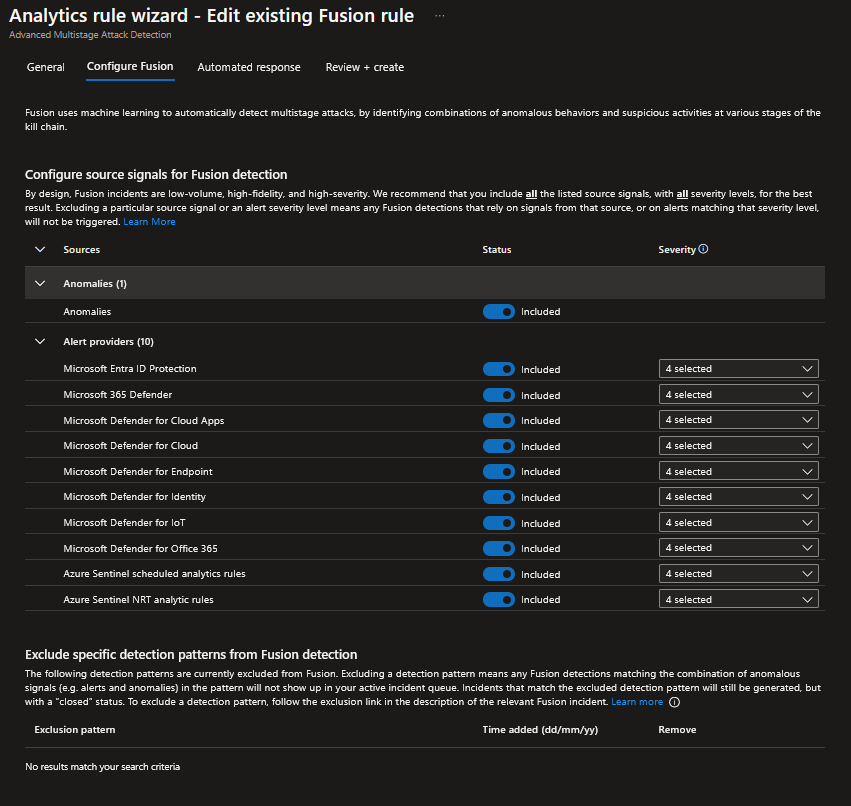 Analytics rule wizard - Edit existing Fusion rule ...
Advanced Multistage Attack Detection
General Configure Fusion Automated response Review + create
Fusion uses machine learning to automatically detect multistage attacks, by identifying combinations of anomalous behaviors and suspicious activities at various stages of the
kill chain.
Configure source signals for Fusion detection
By design, Fusion incidents are low-volume, high-fidelity, and high-severity. We recommend that you include all the listed source signals, with all severity levels, for the best
result. Excluding a particular source signal or an alert severity level means any Fusion detections that rely on signals from that source, or on alerts matching that severity level,
will not be triggered. Learn More
Sources Status Severity
Anomalies (1)
Anomalies Included
Alert providers (10)
Microsoft Entra ID Protection Included 4 selected
Microsoft 365 Defender Included 4 selected
Microsoft Defender for Cloud Apps Included 4 selected
Microsoft Defender for Cloud Included 4 selected
Microsoft Defender for Endpoint Included 4 selected
Microsoft Defender for Identity Included 4 selected
Microsoft Defender for IoT Included 4 selected
Microsoft Defender for Office 365 Included 4 selected
Azure Sentinel scheduled analytics rules Included 4 selected
Azure Sentinel NRT analytic rules Included 4 selected
Exclude specific detection patterns from Fusion detection
The following detection patterns are currently excluded from Fusion. Excluding a detection pattern means any Fusion detections matching the combination of anomalous
signals (e.g. alerts and anomalies) in the pattern will not show up in your active incident queue. Incidents that match the excluded detection pattern will still be generated, but
with a "closed" status. To exclude a detection pattern, follow the exclusion link in the description of the relevant Fusion incident. Learn more
Exclusion pattern Time added (dd/mm/yy) Remove
No results match your search criteria